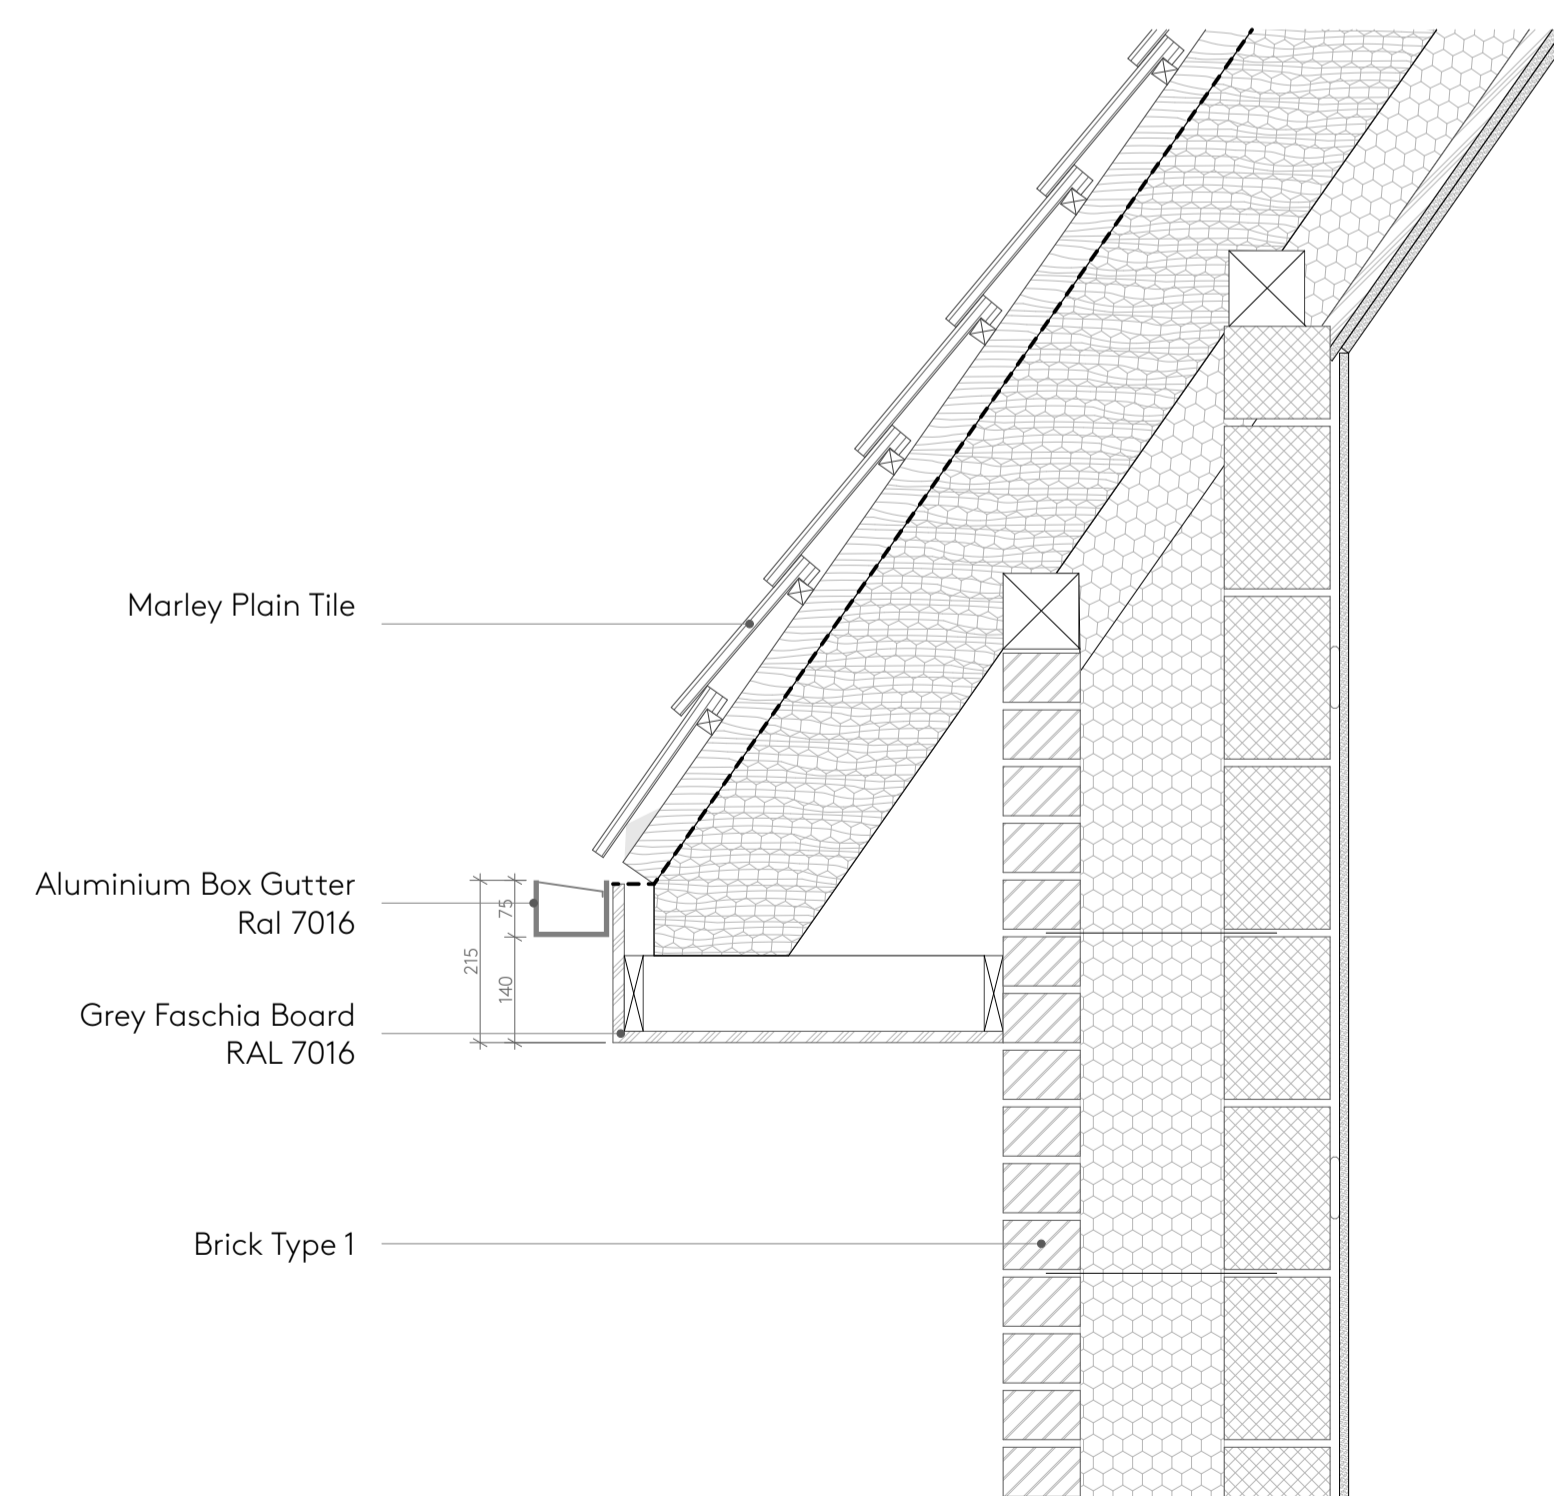 Marley Plain Tile
Aluminium Box Gutter
Ral 7016
75
215
140
Grey Faschia Board
RAL 7016
Brick Type 1